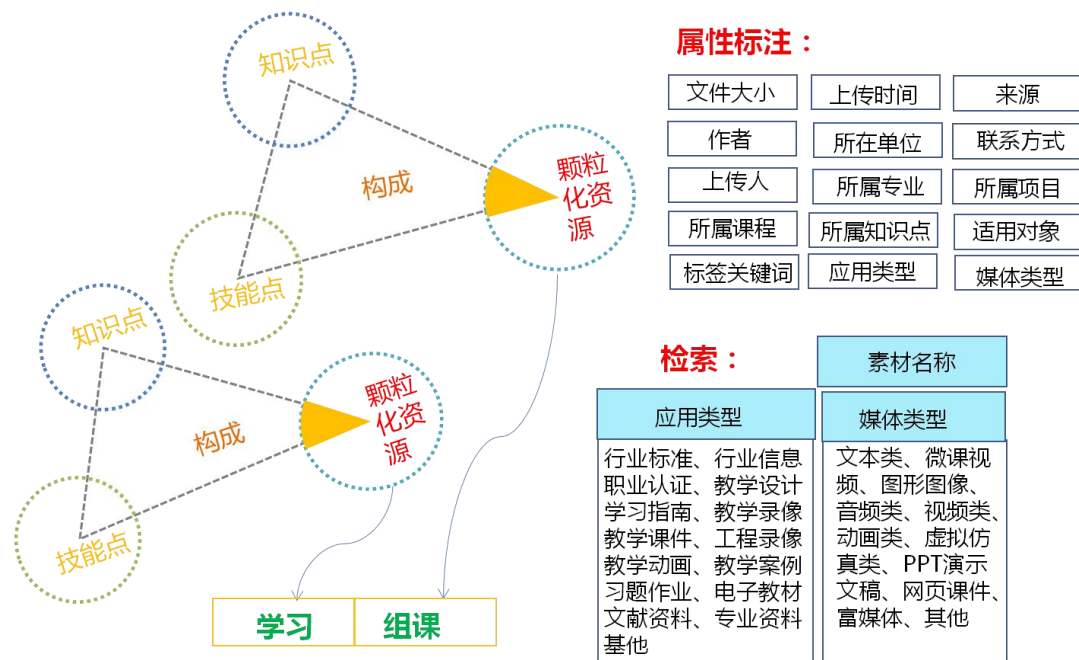 知识点
构成
颗粒
化资
源
技能点
知识点
构成
颗粒
化资
源
技能点
学习
组课
属性标注：
文件大小
上传时间
来源
作者
所在单位
联系方式
上传人
所属专业
所属项目
所属课程
所属知识点
适用对象
标签关键词
应用类型
媒体类型
检索：
素材名称
应用类型
行业标准、行业信息
职业认证、教学设计
学习指南、教学录像
教学课件、工程录像
教学动画、教学案例
习题作业、电子教材
文献资料、专业资料
基他
媒体类型
文本类、微课视
频、图形图像、
音频类、视频类、
动画类、虚拟仿
真类、PPT演示
文稿、网页课件、
富媒体、其他